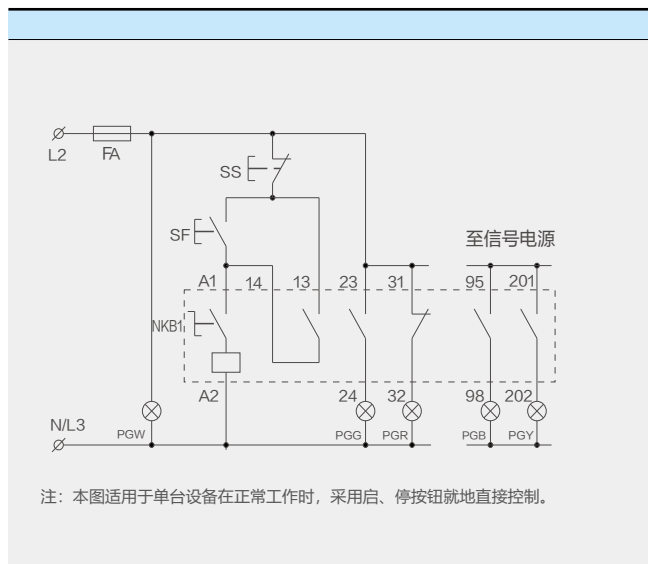 L2
FA
SS
SF
至信号电源
A1
14
13
23
31
95
201
NKB1
A2
24
32
98
202
N/L3
PGW
PGG
PGR
PGB
PGY
注：本图适用于单台设备在正常工作时，采用启、停按钮就地直接控制。